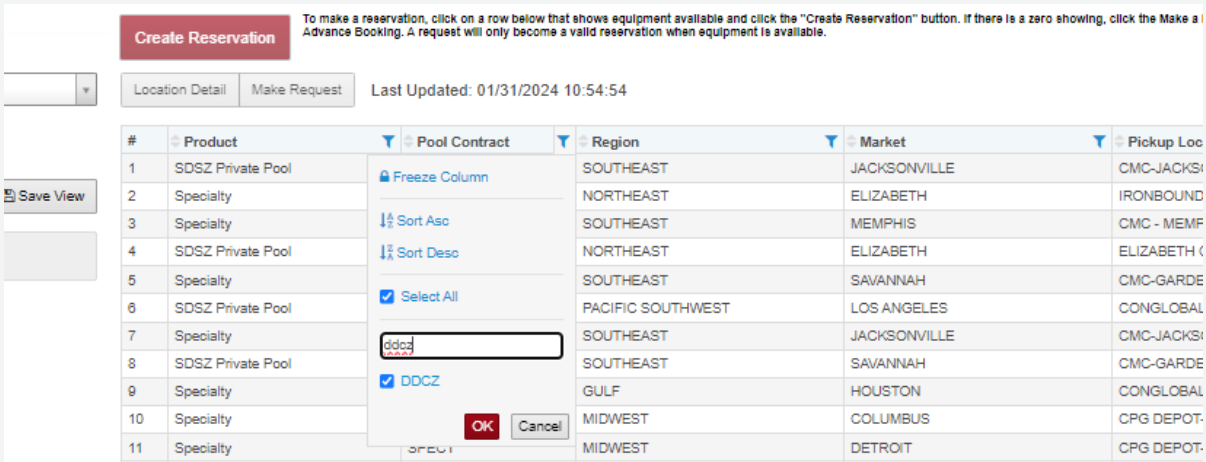 To make a reservation, click on a row below that shows equipment available and click the "Create Reservation" button. If there is a zero showing, click the Make a
Advance Booking. A request will only become a valid reservation when equipment is available.
Create Reservation
Location Detail Make Request Last Updated: 01/31/2024 10:54:54
# Product Pool Contract Region Market Pickup Loc
1 SDSZ Private Pool SOUTHEAST JACKSONVILLE CMC-JACKS
Freeze Column
Save View
2 Specialty NORTHEAST ELIZABETH IRONBOUND
3 Specialty SOUTHEAST MEMPHIS CMC - MEMP
Sort Asc
4 SDSZ Private Pool NORTHEAST ELIZABETH ELIZABETH
Sort Desc
5 Specialty SOUTHEAST SAVANNAH CMC-GARDE
Select All
6 SDSZ Private Pool PACIFIC SOUTHWEST LOS ANGELES CONGLOBAL
7 Specialty SOUTHEAST JACKSONVILLE CMC-JACKS
ddcz
8 SDSZ Private Pool SOUTHEAST SAVANNAH CMC-GARDE
DDCZ
9 Specialty GULF HOUSTON CONGLOBAL
10 Specialty MIDWEST COLUMBUS CPG DEPOT-
OK Cancel
11 Specialty SPECT MIDWEST DETROIT CPG DEPOT-